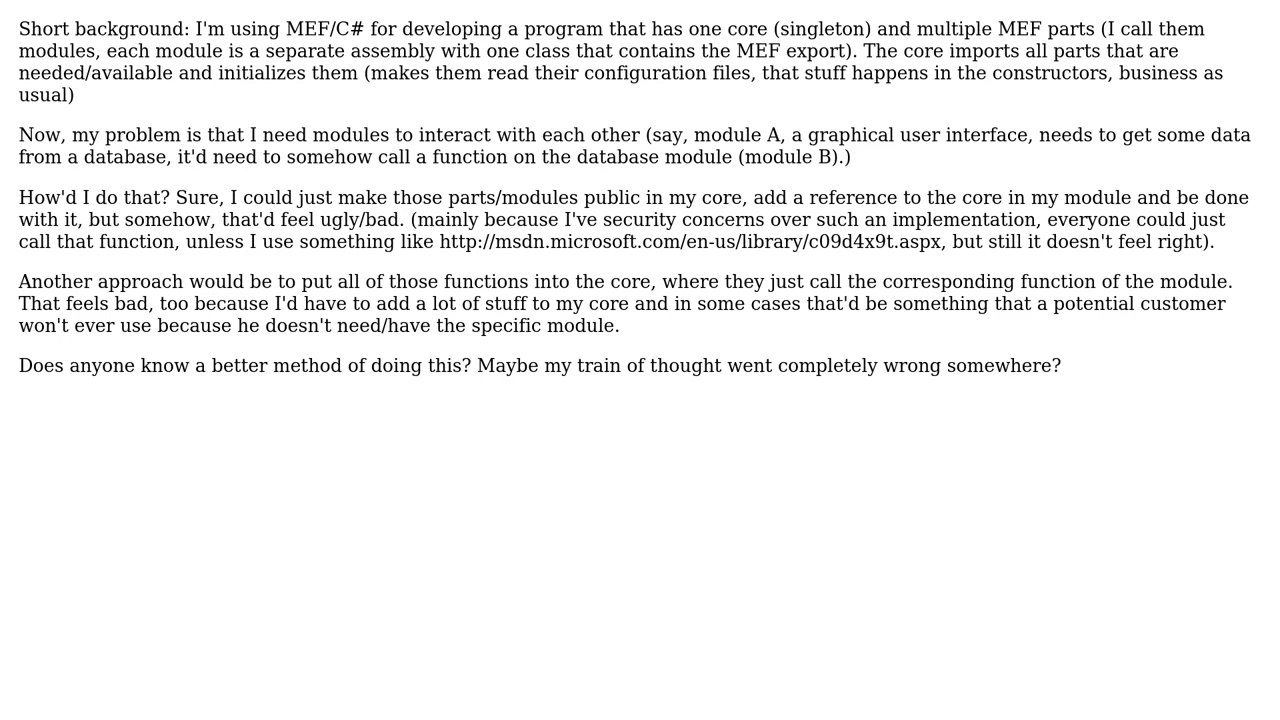 Short background: I'm using MEF/C# for developing a program that has one core (singleton) and multiple MEF parts (I call them
modules, each module is a separate assembly with one class that contains the MEF export). The core imports all parts that are
needed/available and initializes them (makes them read their configuration files, that stuff happens in the constructors, business as
usual)
Now, my problem is that I need modules to interact with each other (say, module A, a graphical user interface, needs to get some data
from a database, it'd need to somehow call a function on the database module (module B).)
How'd I do that? Sure, I could just make those parts/modules public in my core, add a reference to the core in my module and be done
with it, but somehow, that'd feel ugly/bad. (mainly because I've security concerns over such an implementation, everyone could just
call that function, unless I use something like http://msdn.microsoft.com/en-us/library/c09d4x9t.aspx, but still it doesn't feel right).
Another approach would be to put all of those functions into the core, where they just call the corresponding function of the module.
That feels bad, too because I'd have to add a lot of stuff to my core and in some cases that'd be something that a potential customer
won't ever use because he doesn't need/have the specific module.
Does anyone know a better method of doing this? Maybe my train of thought went completely wrong somewhere?